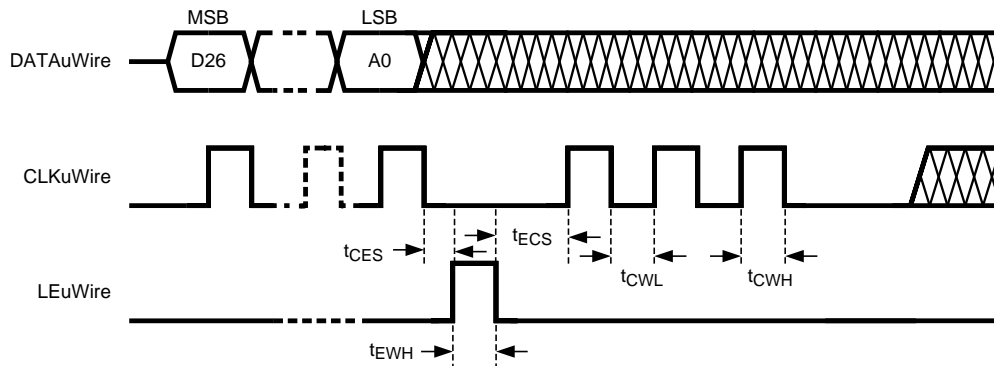 MSB LSB
DATAuWire D26 A0
CLKuWire
tCES tECS tCWL tCWH
LEuWire
tEWH